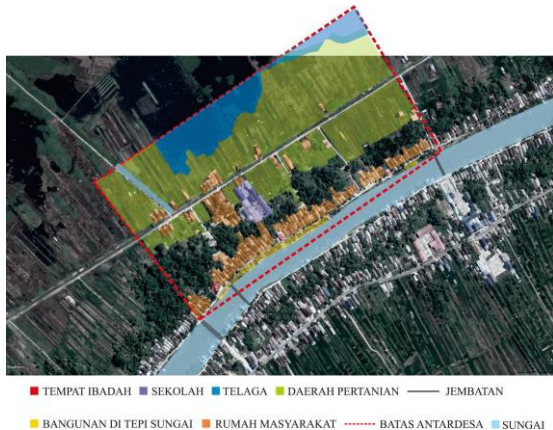 TEMPAT IBADAH SEKOLAH TELAGA DAERAH PERTANIAN JEMBATAN
BANGUNAN DI TEPI SUNGAI RUMAH MASYARAKAT BATAS ANTARDESA SUNGAI